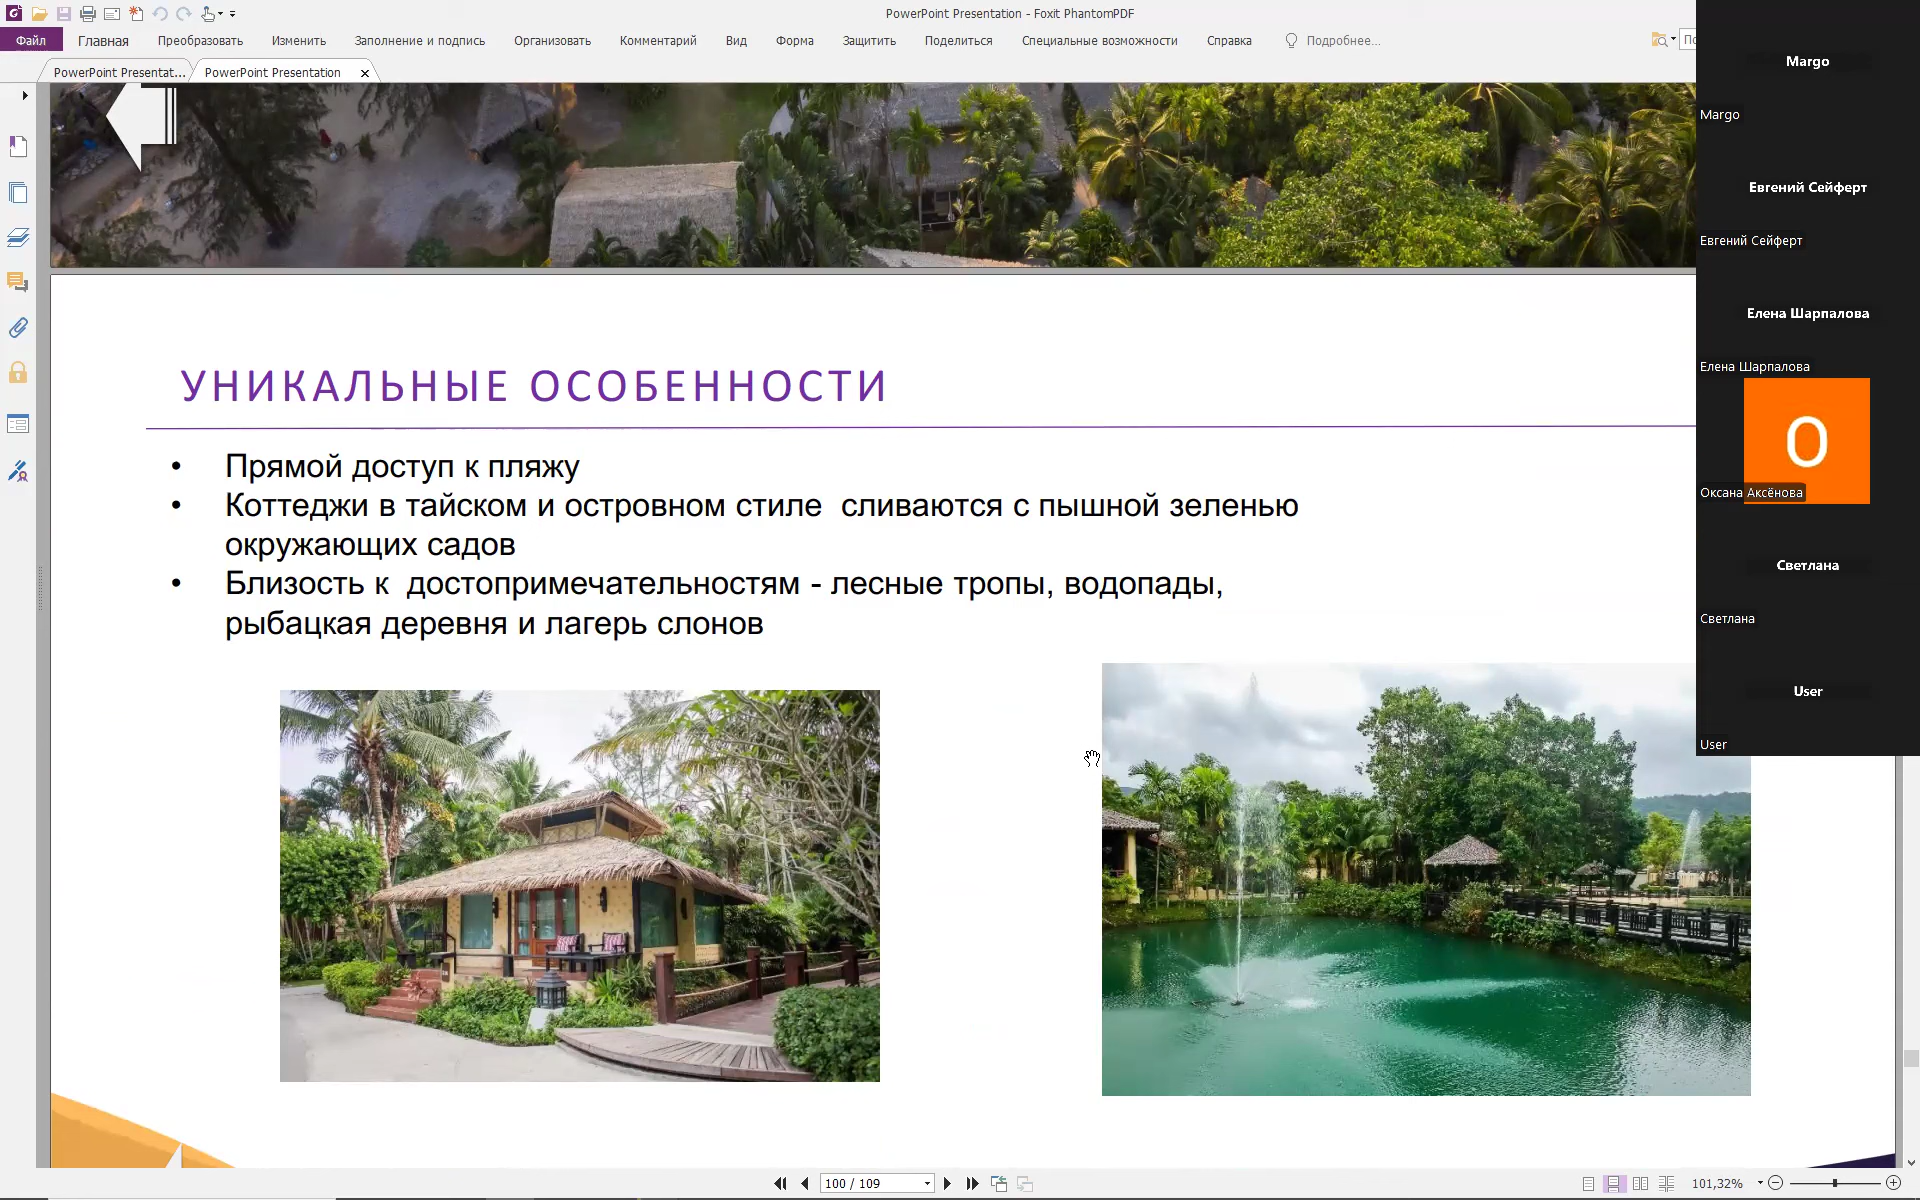 PowerPoint Presentation - Foxit PhantomPDF
Файл Главная Преобразовать Изменить Заполнение и подпись Организовать Комментарий Вид Форма Защитить Поделиться Специальные возможности Справка Подробнее...
PowerPoint Presentat... PowerPoint Presentation
УНИКАЛЬНЫЕ ОСОБЕННОСТИ
• Прямой доступ к пляжу
• Коттеджи в тайском и островном стиле сливаются с пышной зеленью
окружающих садов
• Близость к достопримечательностям - лесные тропы, водопады,
рыбацкая деревня и лагерь слонов
Margo
Margo
Евгений Сейферт
Евгений Сейферт
Елена Шарпалова
Елена Шарпалова
О
Оксана Аксёнова
Светлана
Светлана
User
User
100 / 109
101,32%